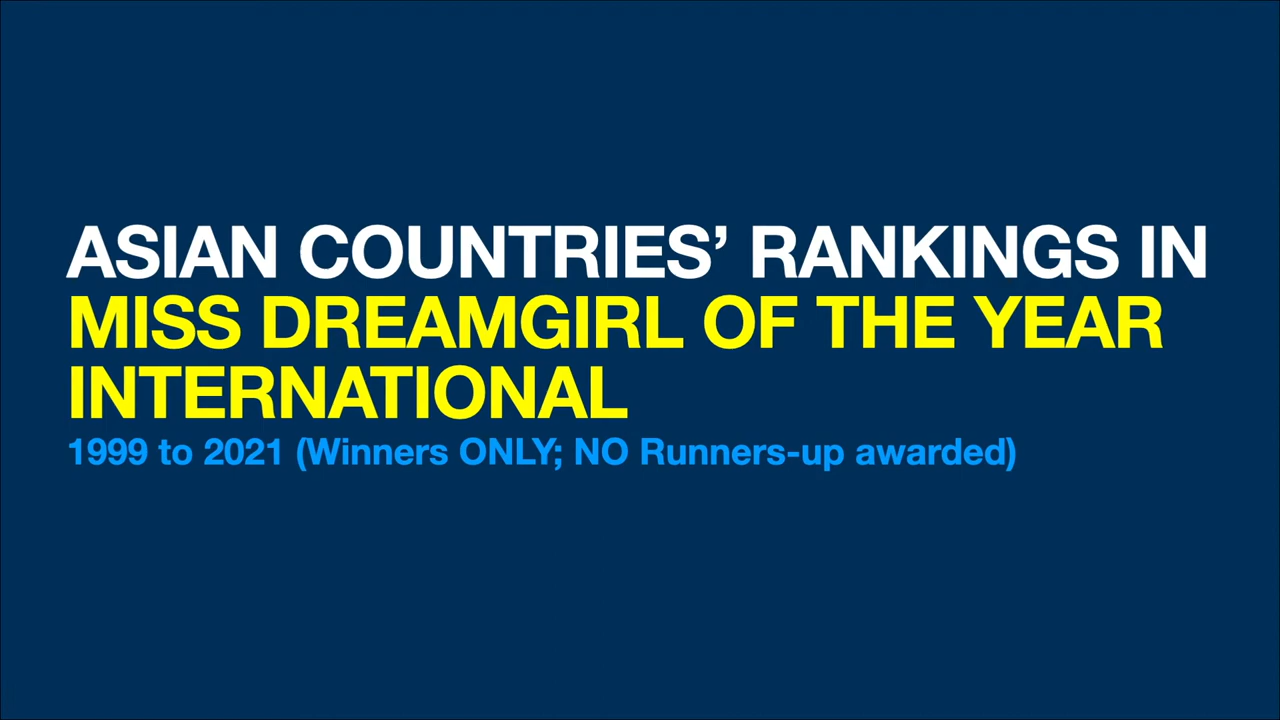 ASIAN COUNTRIES’ RANKINGS IN
MISS DREAMGIRL OF THE YEAR
INTERNATIONAL
1999 to 2021 (Winners ONLY; NO Runners-up awarded)